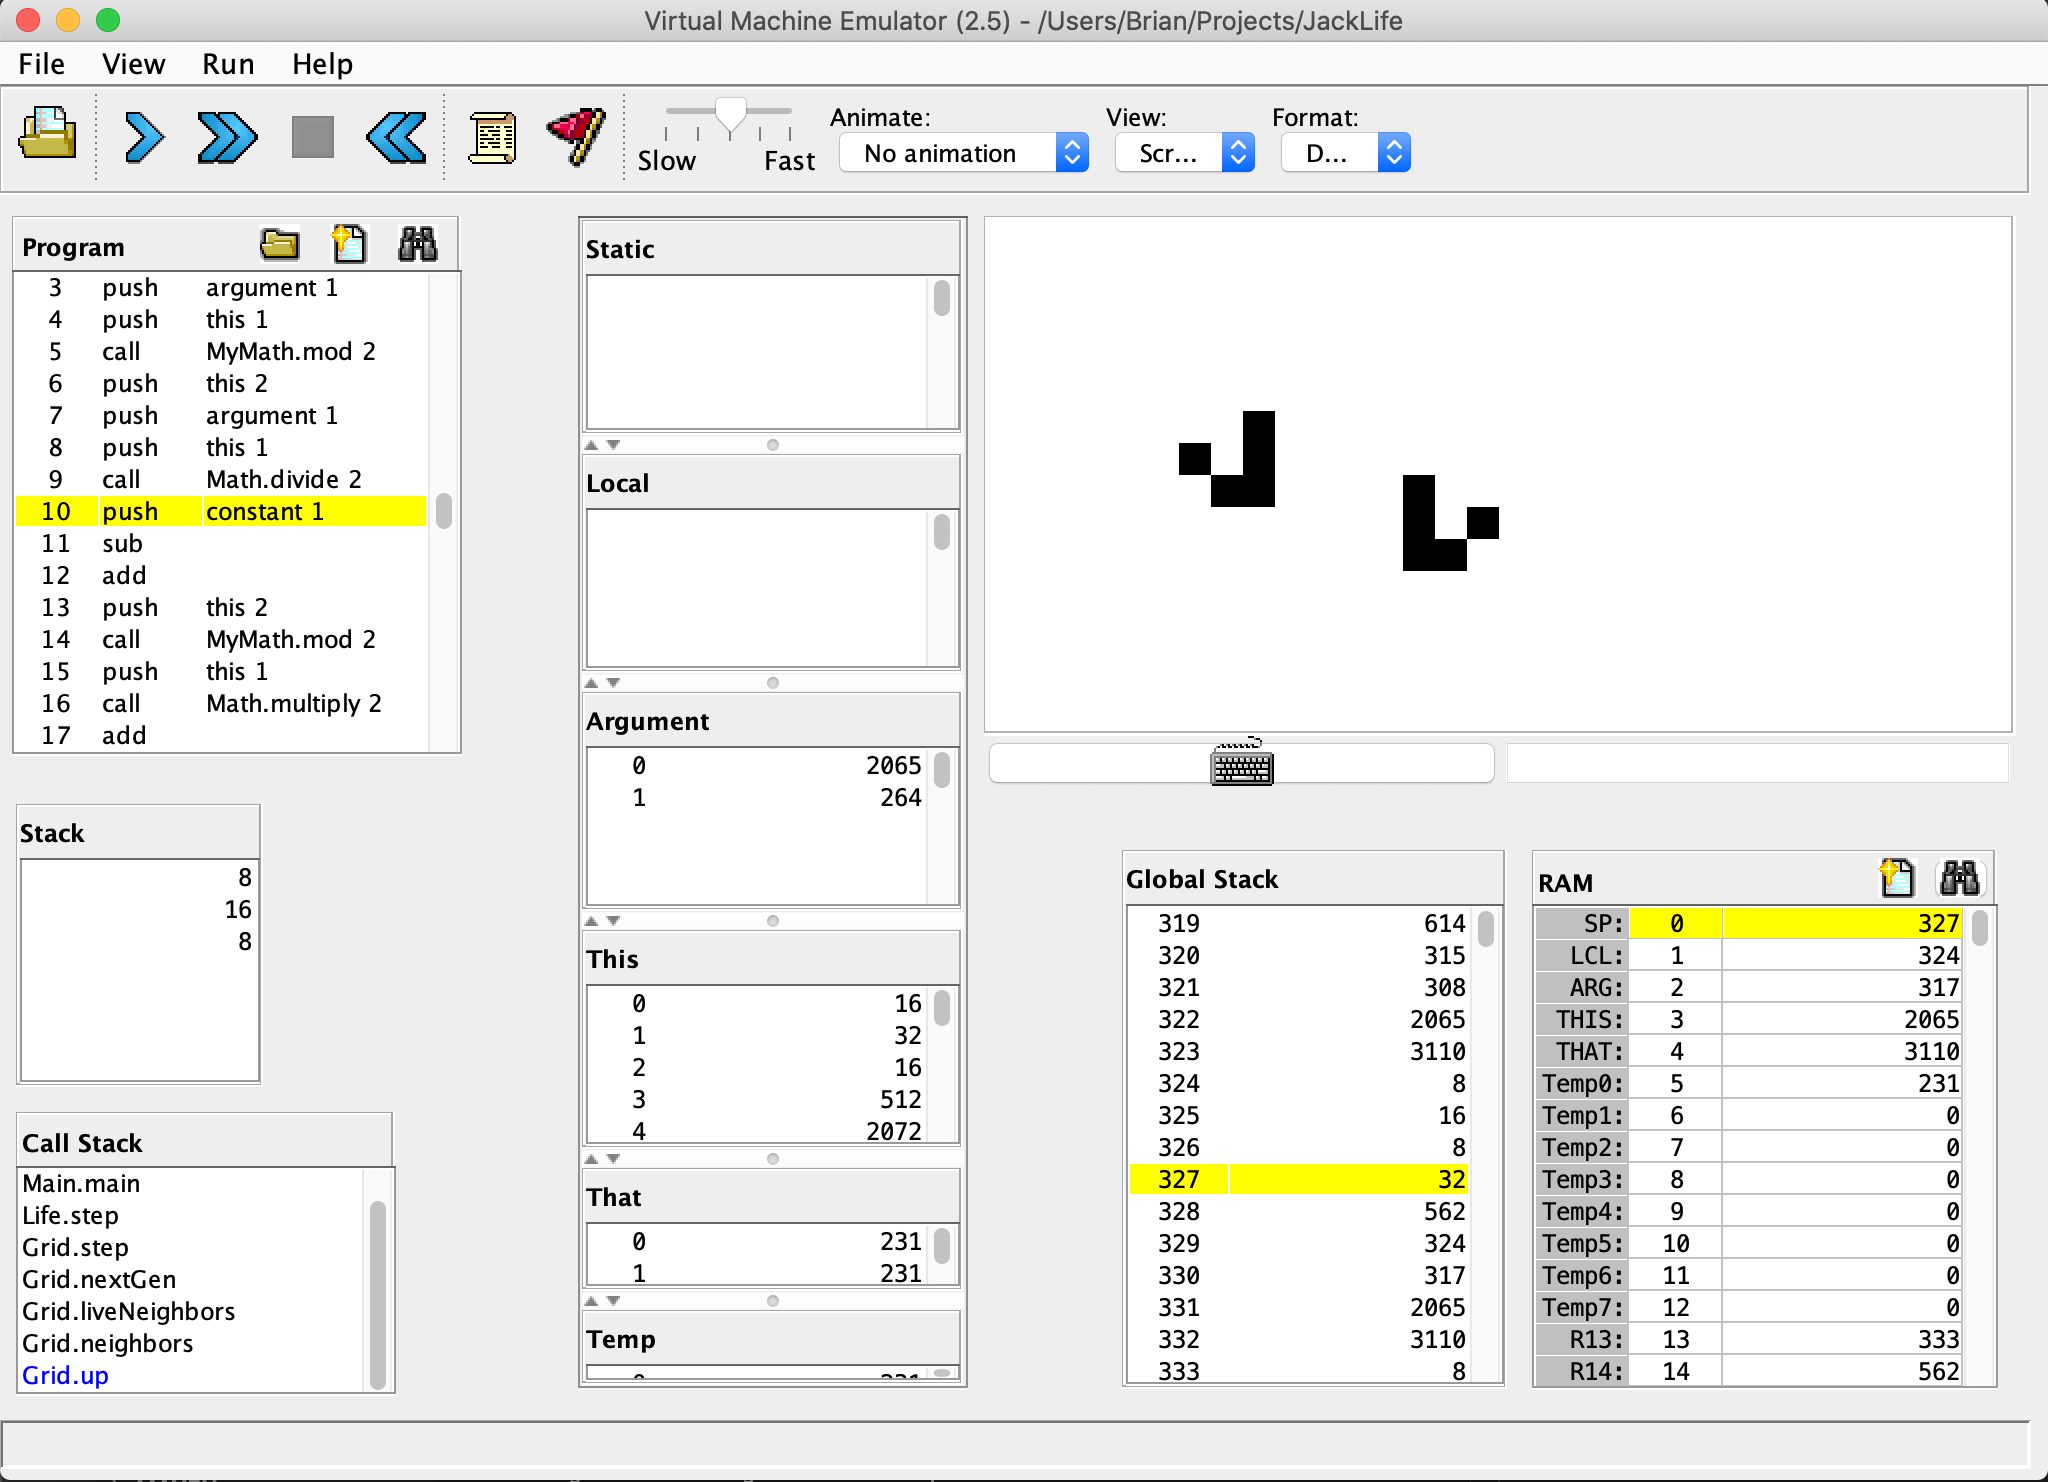 Virtual Machine Emulator (2.5) - /Users/Brian/Projects/JackLife
File View Run Help
Slow Fast
Animate:
No animation
View:
Scr...
Format:
D...
Program
3 push argument 1
4 push this 1
5 call MyMath.mod 2
6 push this 2
7 push argument 1
8 push this 1
9 call Math.divide 2
10 push constant 1
11 sub
12 add
13 push this 2
14 call MyMath.mod 2
15 push this 1
16 call Math.multiply 2
17 add
Stack
8
16
8
Call Stack
Main.main
Life.step
Grid.step
Grid.nextGen
Grid.liveNeighbors
Grid.neighbors
Grid.up
Static
Local
Argument
0 2065
1 264
This
0 16
1 32
2 16
3 512
4 2072
That
0 231
1 231
Temp
Global Stack
319 614
320 315
321 308
322 2065
323 3110
324 8
325 16
326 8
327 32
328 562
329 324
330 317
331 2065
332 3110
333 8
RAM
SP: 0 327
LCL: 1 324
ARG: 2 317
THIS: 3 2065
THAT: 4 3110
Temp0: 5 231
Temp1: 6 0
Temp2: 7 0
Temp3: 8 0
Temp4: 9 0
Temp5: 10 0
Temp6: 11 0
Temp7: 12 0
R13: 13 333
R14: 14 562